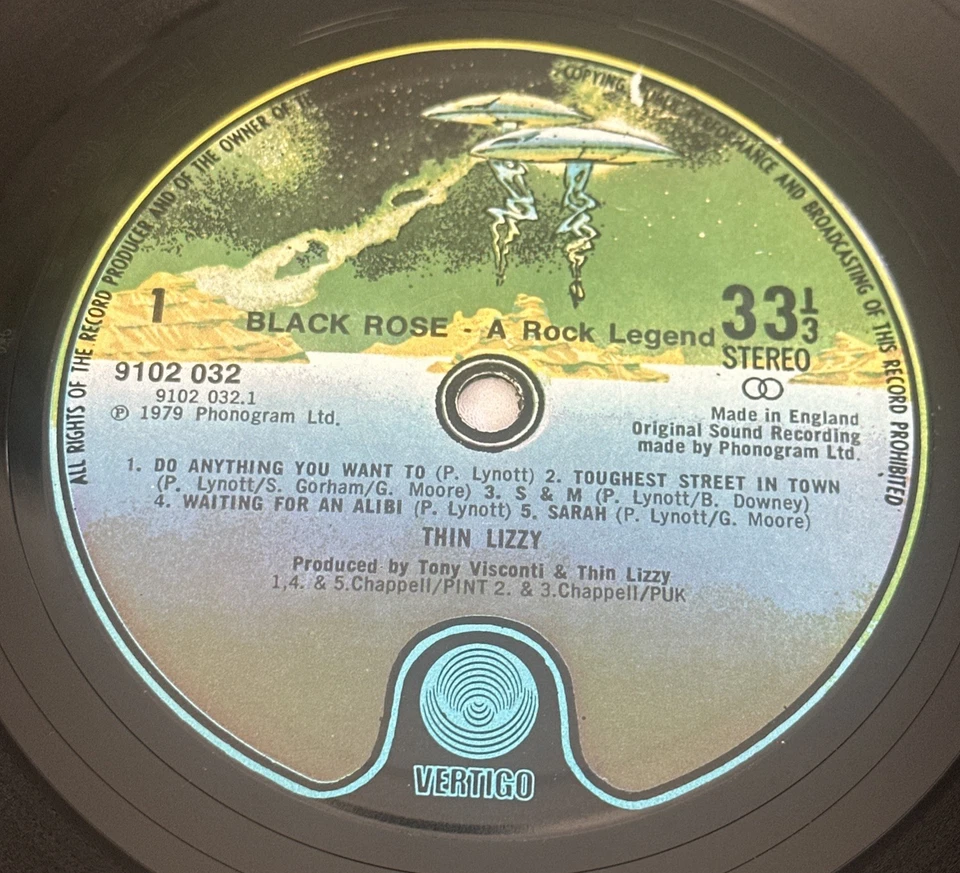 ALL RIGHTS OF THE RECORD PRODUCER AND OF THE OWNER OF
COPYING
PERFORMANCE AND BROADCASTING OF THIS RECORD PROHIBITED
1
BLACK ROSE - A Rock Legend
33 1/3
STEREO
9102 032
9102 032.1
℗ 1979 Phonogram Ltd.
Made in England
Original Sound Recording
made by Phonogram Ltd.
1. DO ANYTHING YOU WANT TO (P. Lynott) 2. TOUGHEST STREET IN TOWN
(P. Lynott/S. Gorham/G. Moore) 3. S & M (P. Lynott/B. Downey)
4. WAITING FOR AN ALIBI (P. Lynott) 5. SARAH (P. Lynott/G. Moore)
THIN LIZZY
Produced by Tony Visconti & Thin Lizzy
1,4. & 5.Chappell/PINT 2. & 3.Chappell/PUK
VERTIGO